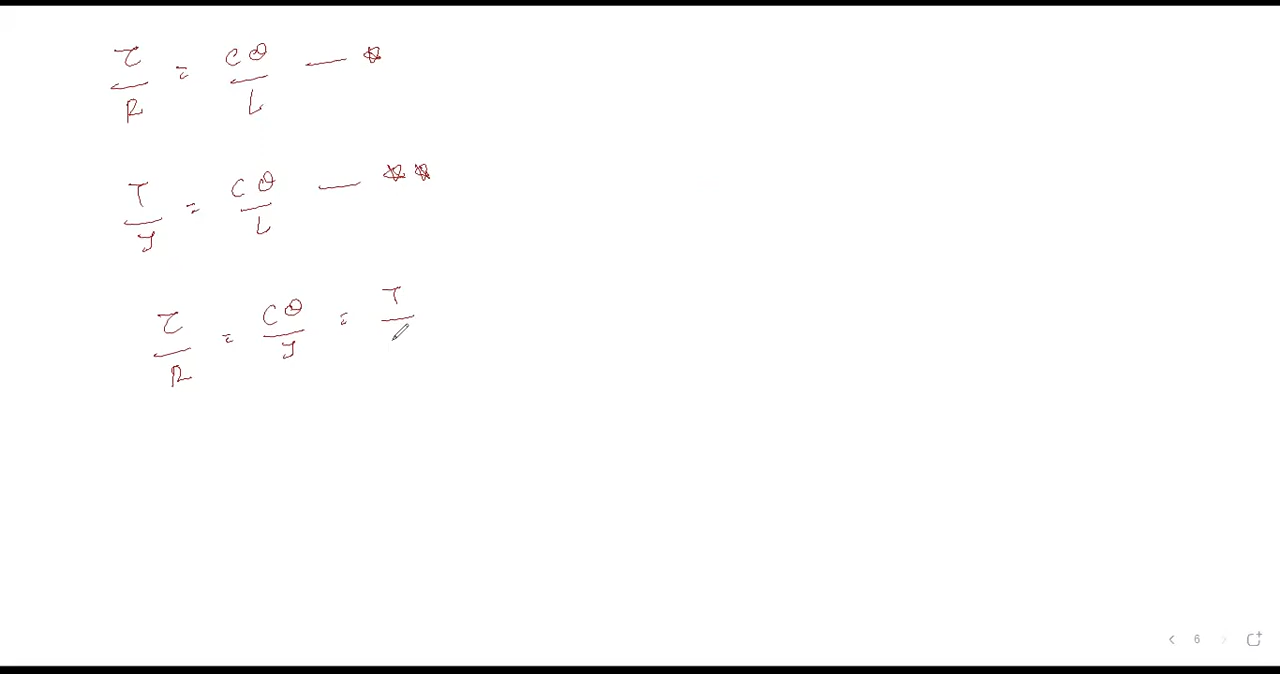 τ/R = Cθ/L — *
T/J = Cθ/L — **
τ/R = Cθ/J = T/
6